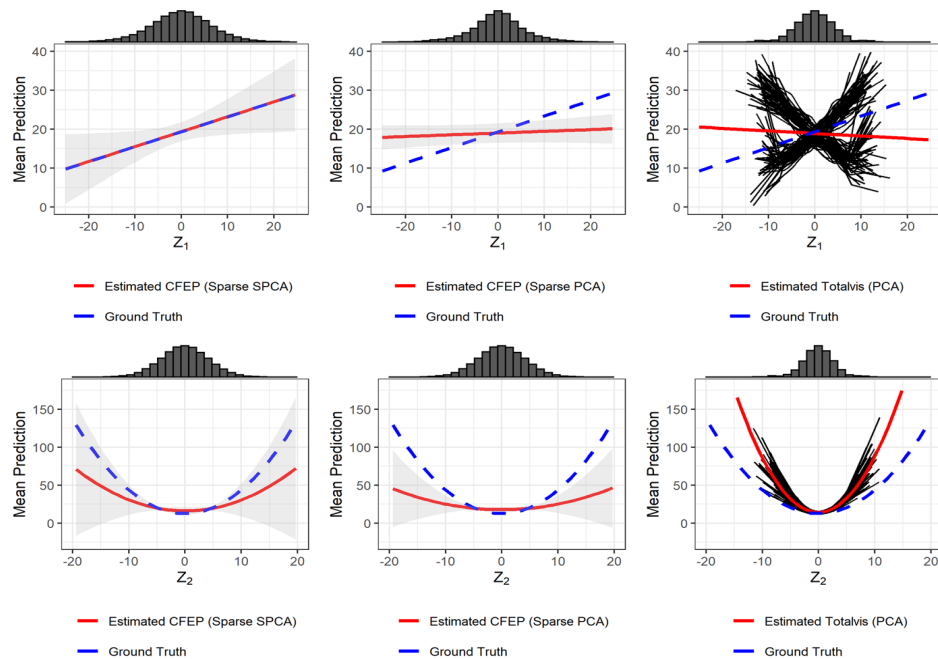 40
30
20
10
0
Mean Prediction
-20 -10 0 10 20
Z1
Estimated CFEP (Sparse SPCA)
Ground Truth
40
30
20
10
0
Mean Prediction
-20 -10 0 10 20
Z1
Estimated CFEP (Sparse PCA)
Ground Truth
40
30
20
10
0
Mean Prediction
-20 -10 0 10 20
Z1
Estimated Totalvis (PCA)
Ground Truth
150
100
50
0
Mean Prediction
-20 -10 0 10 20
Z2
Estimated CFEP (Sparse SPCA)
Ground Truth
150
100
50
0
Mean Prediction
-20 -10 0 10 20
Z2
Estimated CFEP (Sparse PCA)
Ground Truth
150
100
50
0
Mean Prediction
-20 -10 0 10 20
Z2
Estimated Totalvis (PCA)
Ground Truth